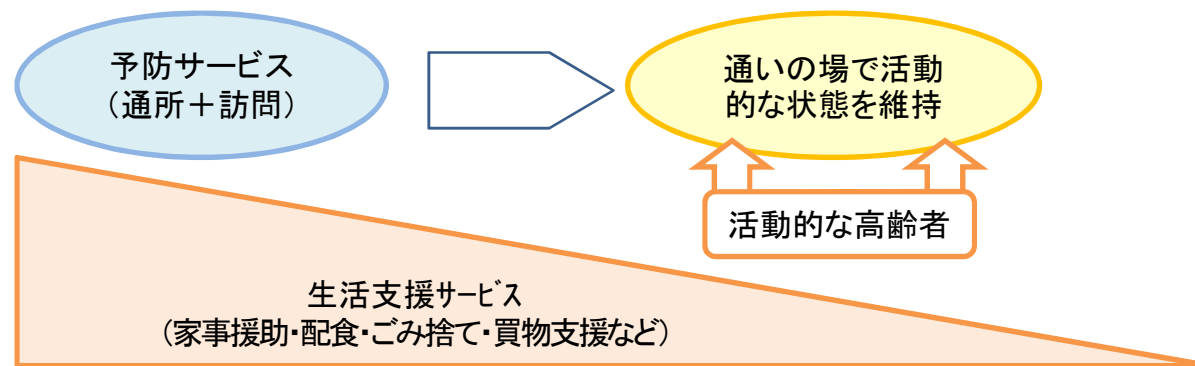 予防サービス
（通所＋訪問）
通いの場で活動
的な状態を維持
活動的な高齢者
生活支援ｻｰﾋﾞｽ
（家事援助・配食・ごみ捨て・買物支援など）